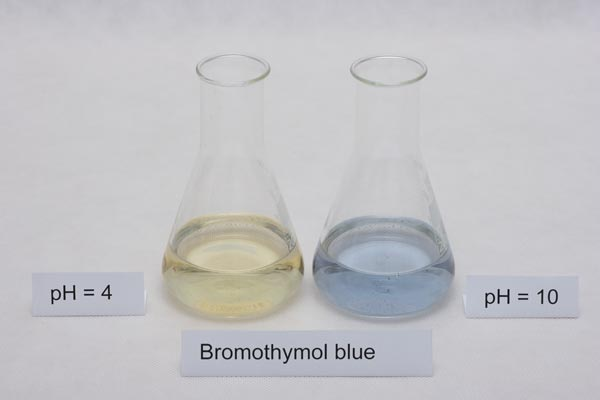 pH = 4
pH = 10
Bromothymol blue